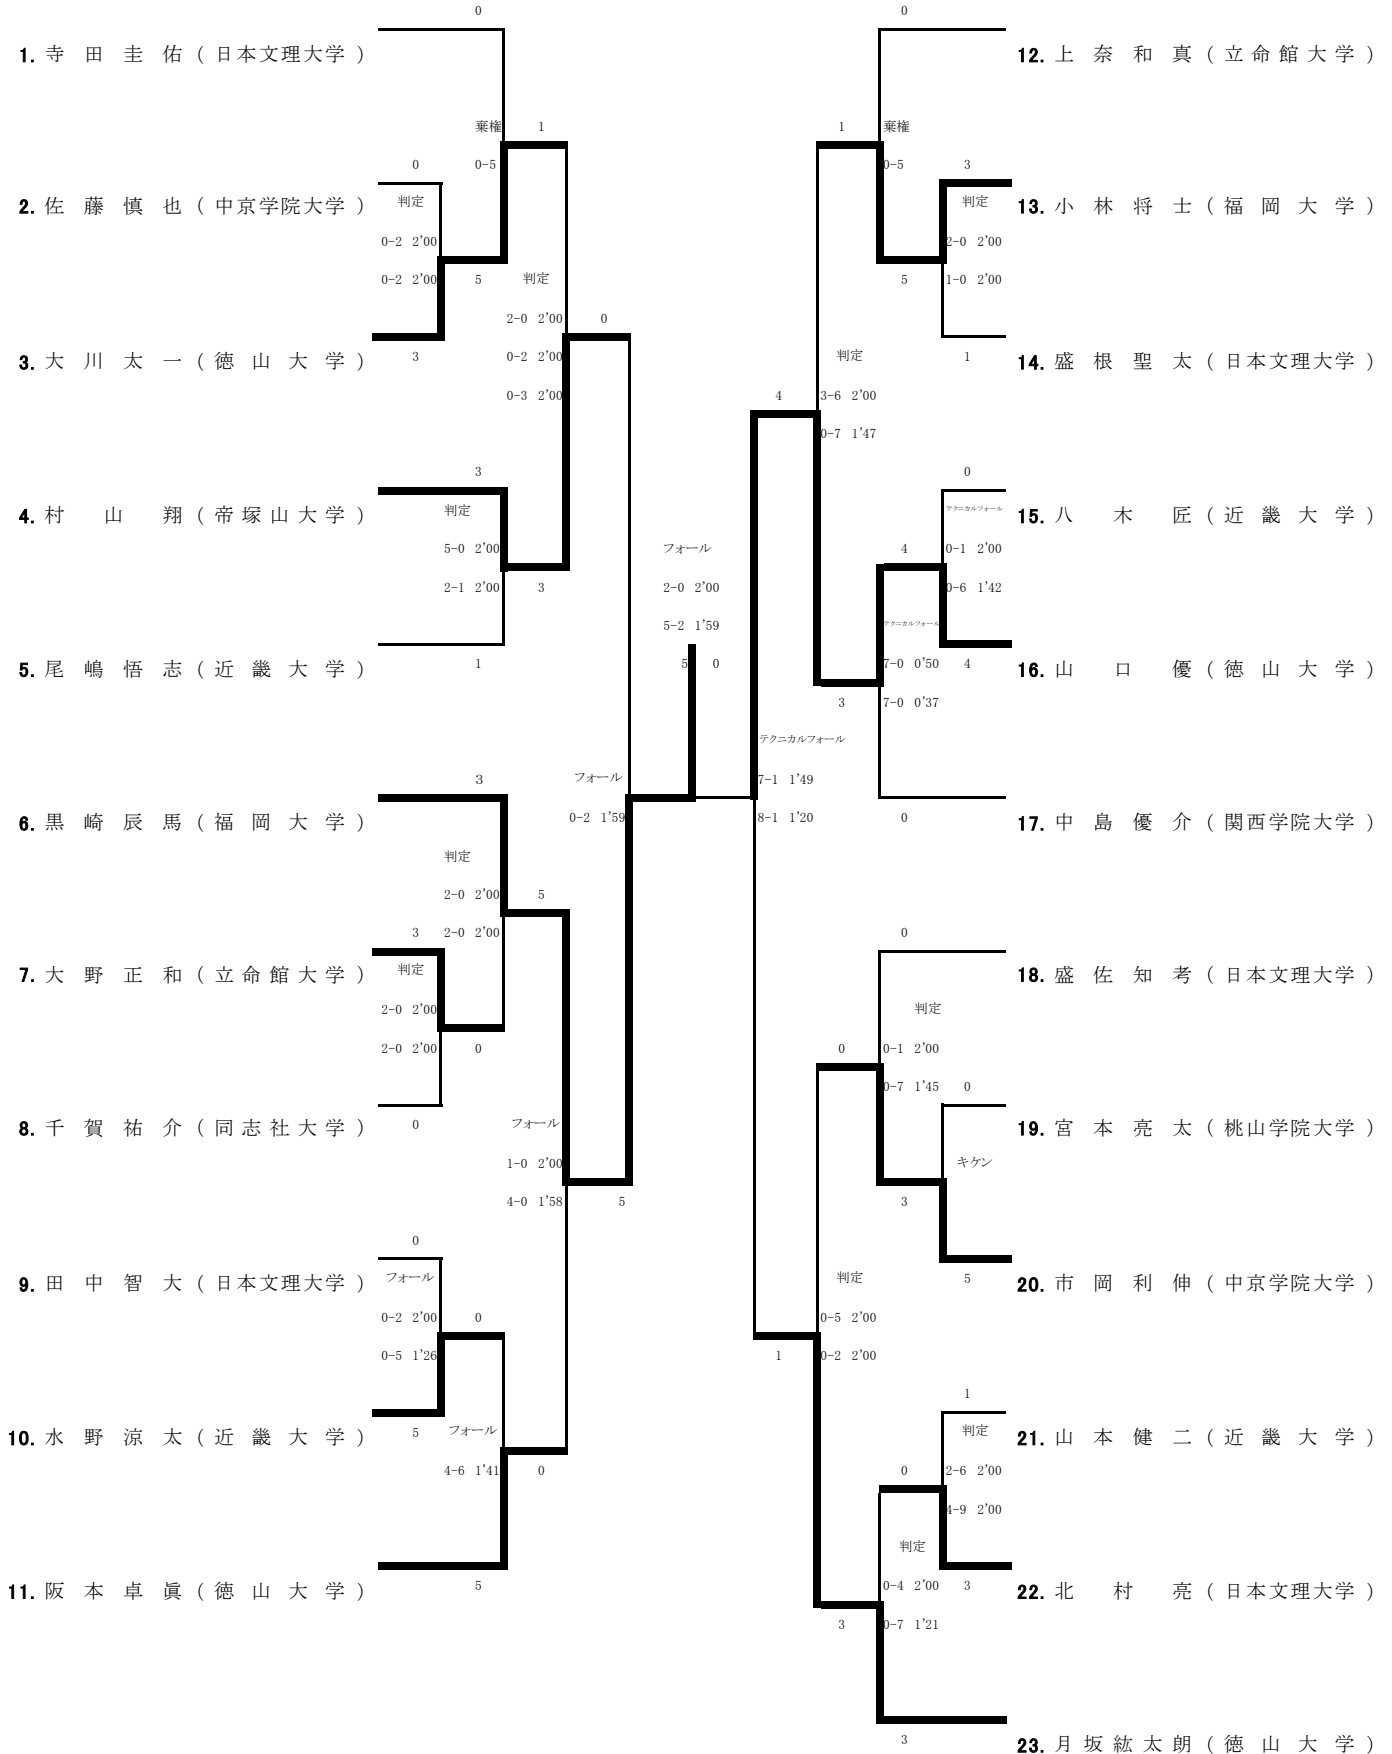 0 0
1. 寺田圭佑 (日本文理大学) 12. 上奈和真 (立命館大学)
棄権 1 1 棄権
0 0-5 0-5 3
2. 佐藤慎也 (中京学院大学) 判定 判定 13. 小林将士 (福岡大学)
0-2 2'00 2-0 2'00
0-2 2'00 5 判定 5 1-0 2'00
2-0 2'00 0
3. 大川太一 (徳山大学) 3 0-2 2'00 判定 1 14. 盛根聖太 (日本文理大学)
0-3 2'00 4 3-6 2'00
0-7 1'47
3 0
4. 村山翔 (帝塚山大学) 判定 テクニカルフォール 15. 八木匠 (近畿大学)
5-0 2'00 フォール 4 0-1 2'00
2-1 2'00 3 2-0 2'00 0-6 1'42
5-2 1'59 テクニカルフォール
5. 尾嶋悟志 (近畿大学) 1 5 0 7-0 0'50 4 16. 山口優 (徳山大学)
3 7-0 0'37
テクニカルフォール
3 フォール 7-1 1'49
6. 黒崎辰馬 (福岡大学) 0-2 1'59 8-1 1'20 0 17. 中島優介 (関西学院大学)
判定
2-0 2'00 5
3 2-0 2'00 0
7. 大野正和 (立命館大学) 判定 18. 盛佐知考 (日本文理大学)
2-0 2'00 判定
2-0 2'00 0 0 0-1 2'00
0-7 1'45 0
8. 千賀祐介 (同志社大学) 0 フォール 19. 宮本亮太 (桃山学院大学)
1-0 2'00 キケン
4-0 1'58 5 3
0
9. 田中智大 (日本文理大学) フォール 判定 5 20. 市岡利伸 (中京学院大学)
0-2 2'00 0 0-5 2'00
0-5 1'26 1 0-2 2'00
1
10. 水野涼太 (近畿大学) 5 フォール 判定 21. 山本健二 (近畿大学)
4-6 1'41 0 0 2-6 2'00
4-9 2'00
判定
11. 阪本卓眞 (徳山大学) 5 0-4 2'00 3 22. 北村亮 (日本文理大学)
3 0-7 1'21
3 23. 月坂紘太朗 (徳山大学)